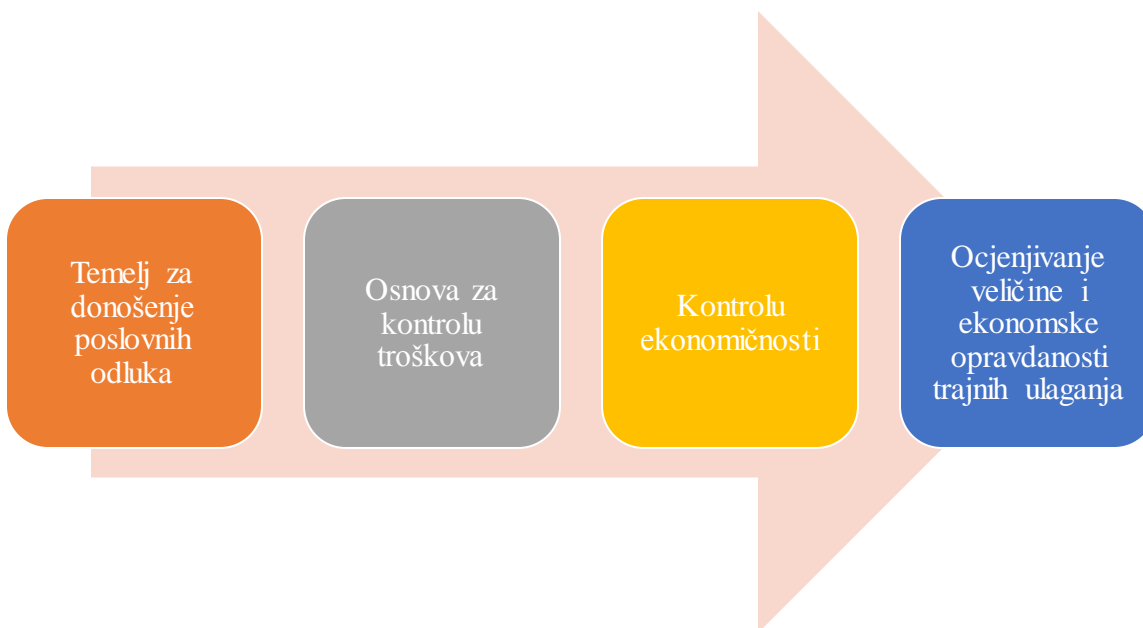 Temelj za
donošenje
poslovnih
odluka
Osnova za
kontrolu
troškova
Kontrolu
ekonomičnosti
Ocjenjivanje
veličine i
ekonomske
opravdanosti
trajnih ulaganja